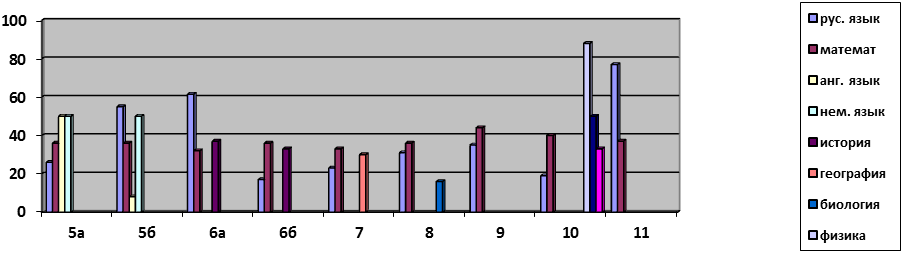 100
80
60
40
20
0
5а 5б 6а 6б 7 8 9 10 11
рус. язык
математ
анг. язык
нем. язык
история
география
биология
физика